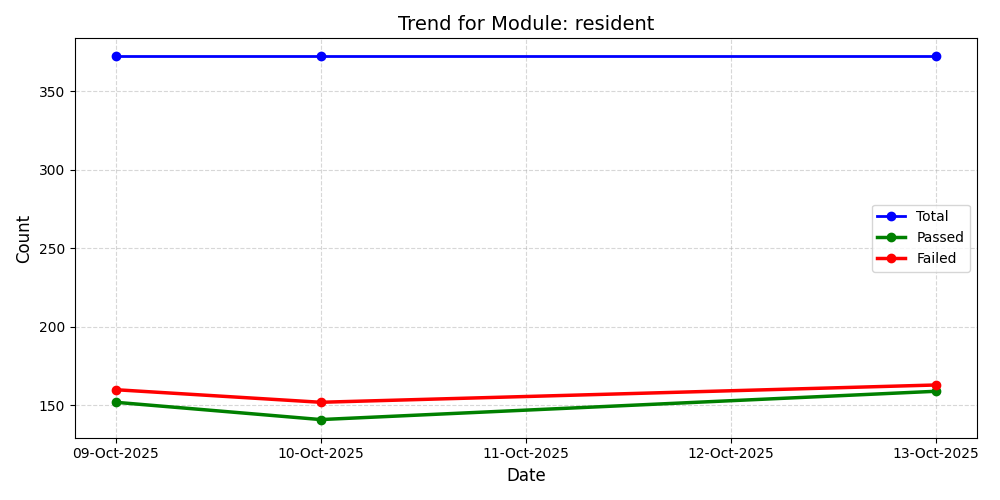 Trend for Module: resident
Count
350
300
250
200
150
Total
Passed
Failed
09-Oct-2025
10-Oct-2025
11-Oct-2025
12-Oct-2025
13-Oct-2025
Date